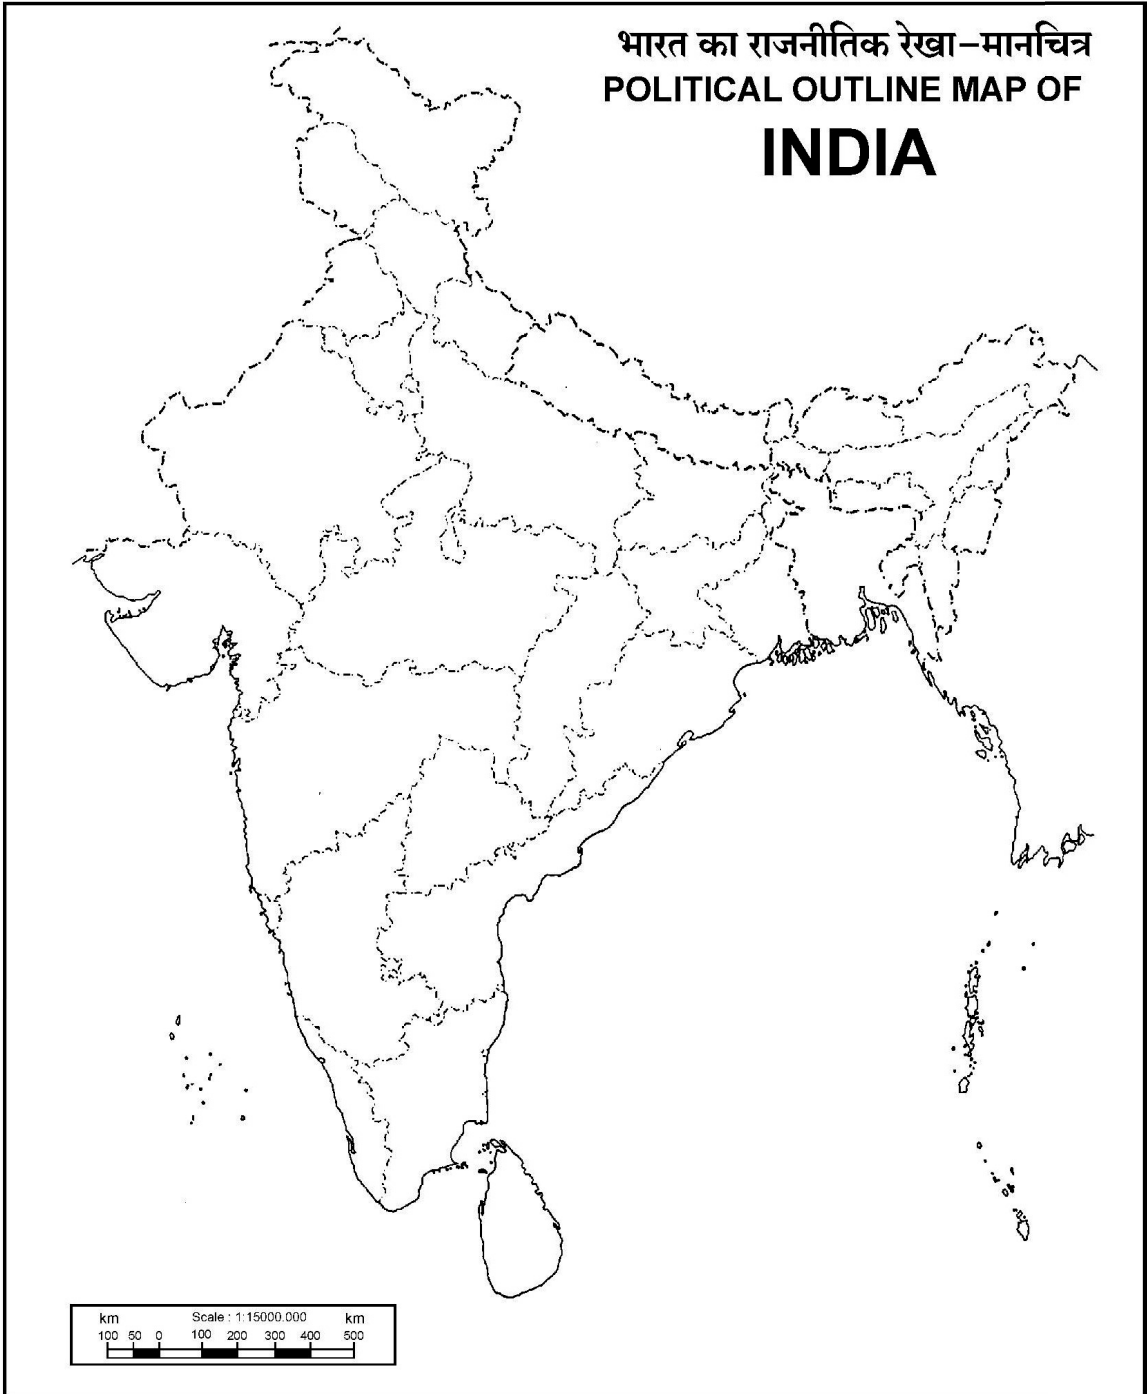 भारत का राजनीतिक रेखा-मानचित्र
POLITICAL OUTLINE MAP OF
INDIA
km Scale : 1:15000.000 km
100 50 0 100 200 300 400 500